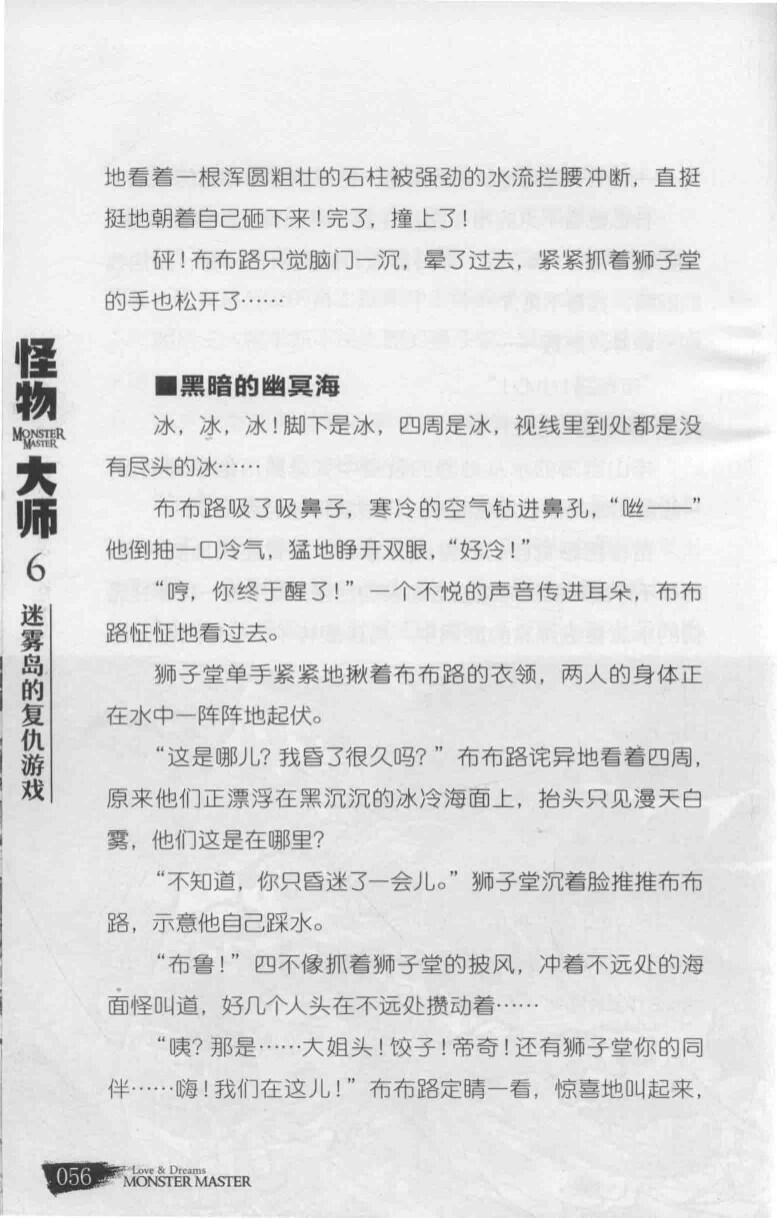 地看着一根浑圆粗壮的石柱被强劲的水流拦腰冲断，直挺
挺地朝着自己砸下来！完了，撞上了！
砰！布布路只觉脑门一沉，晕了过去，紧紧抓着狮子堂
的手也松开了……
■黑暗的幽冥海
冰，冰，冰！脚下是冰，四周是冰，视线里到处都是没
有尽头的冰……
布布路吸了吸鼻子，寒冷的空气钻进鼻孔，“咝——”
他倒抽一口冷气，猛地睁开双眼，“好冷！”
“哼，你终于醒了！”一个不悦的声音传进耳朵，布布
路怔怔地看过去。
狮子堂单手紧紧地揪着布布路的衣领，两人的身体正
在水中一阵阵地起伏。
“这是哪儿？我昏了很久吗？”布布路诧异地看着四周，
原来他们正漂浮在黑沉沉的冰冷海面上，抬头只见漫天白
雾，他们这是在哪里？
“不知道，你只昏迷了一会儿。”狮子堂沉着脸推推布布
路，示意他自己踩水。
“布鲁！”四不像抓着狮子堂的披风，冲着不远处的海
面怪叫道，好几个人头在不远处攒动着……
“咦？那是……大姐头！饺子！帝奇！还有狮子堂你的同
伴……嗨！我们在这儿！”布布路定睛一看，惊喜地叫起来，
怪物
MONSTER
MASTER
大师
6
迷雾岛的复仇游戏
056
Love & Dreams
MONSTER MASTER